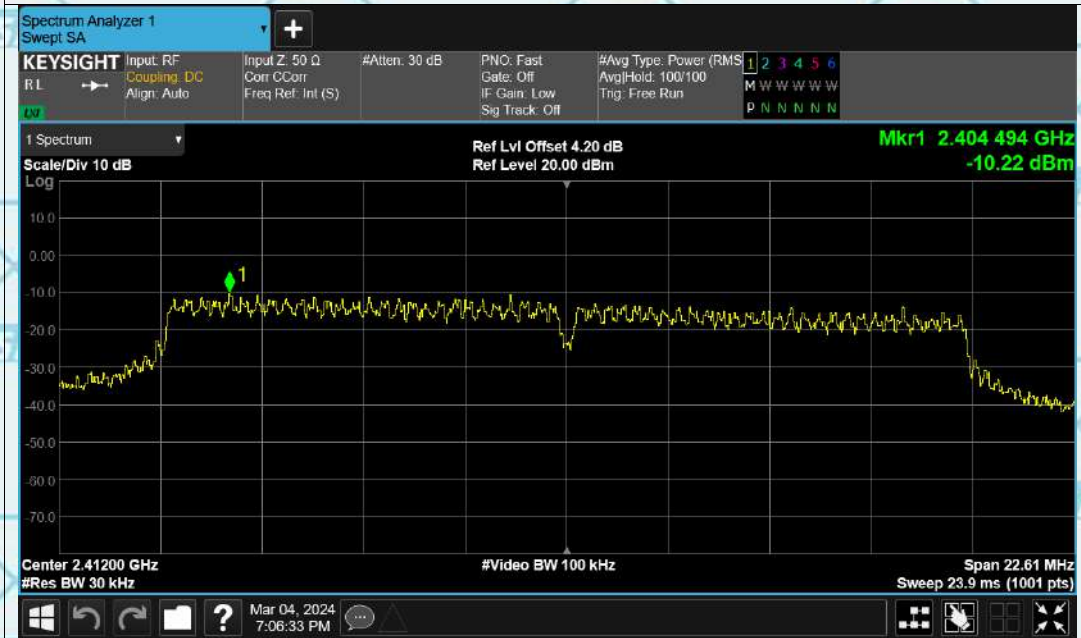 Spectrum Analyzer 1
Swept SA
+
KEYSIGHT
R L
LXI
Input: RF
Coupling: DC
Align: Auto
Input Z: 50 Ω
Corr CCorr
Freq Ref: Int (S)
#Atten: 30 dB
PNO: Fast
Gate: Off
IF Gain: Low
Sig Track: Off
#Avg Type: Power (RMS
Avg|Hold: 100/100
Trig: Free Run
1 2 3 4 5 6
M W W W W W
P N N N N N
1 Spectrum
Scale/Div 10 dB
Log
Ref Lvl Offset 4.20 dB
Ref Level 20.00 dBm
Mkr1 2.404 494 GHz
-10.22 dBm
10.0
0.00
1
-10.0
-20.0
-30.0
-40.0
-50.0
-60.0
-70.0
Center 2.41200 GHz
#Res BW 30 kHz
#Video BW 100 kHz
Span 22.61 MHz
Sweep 23.9 ms (1001 pts)
?
Mar 04, 2024
7:06:33 PM